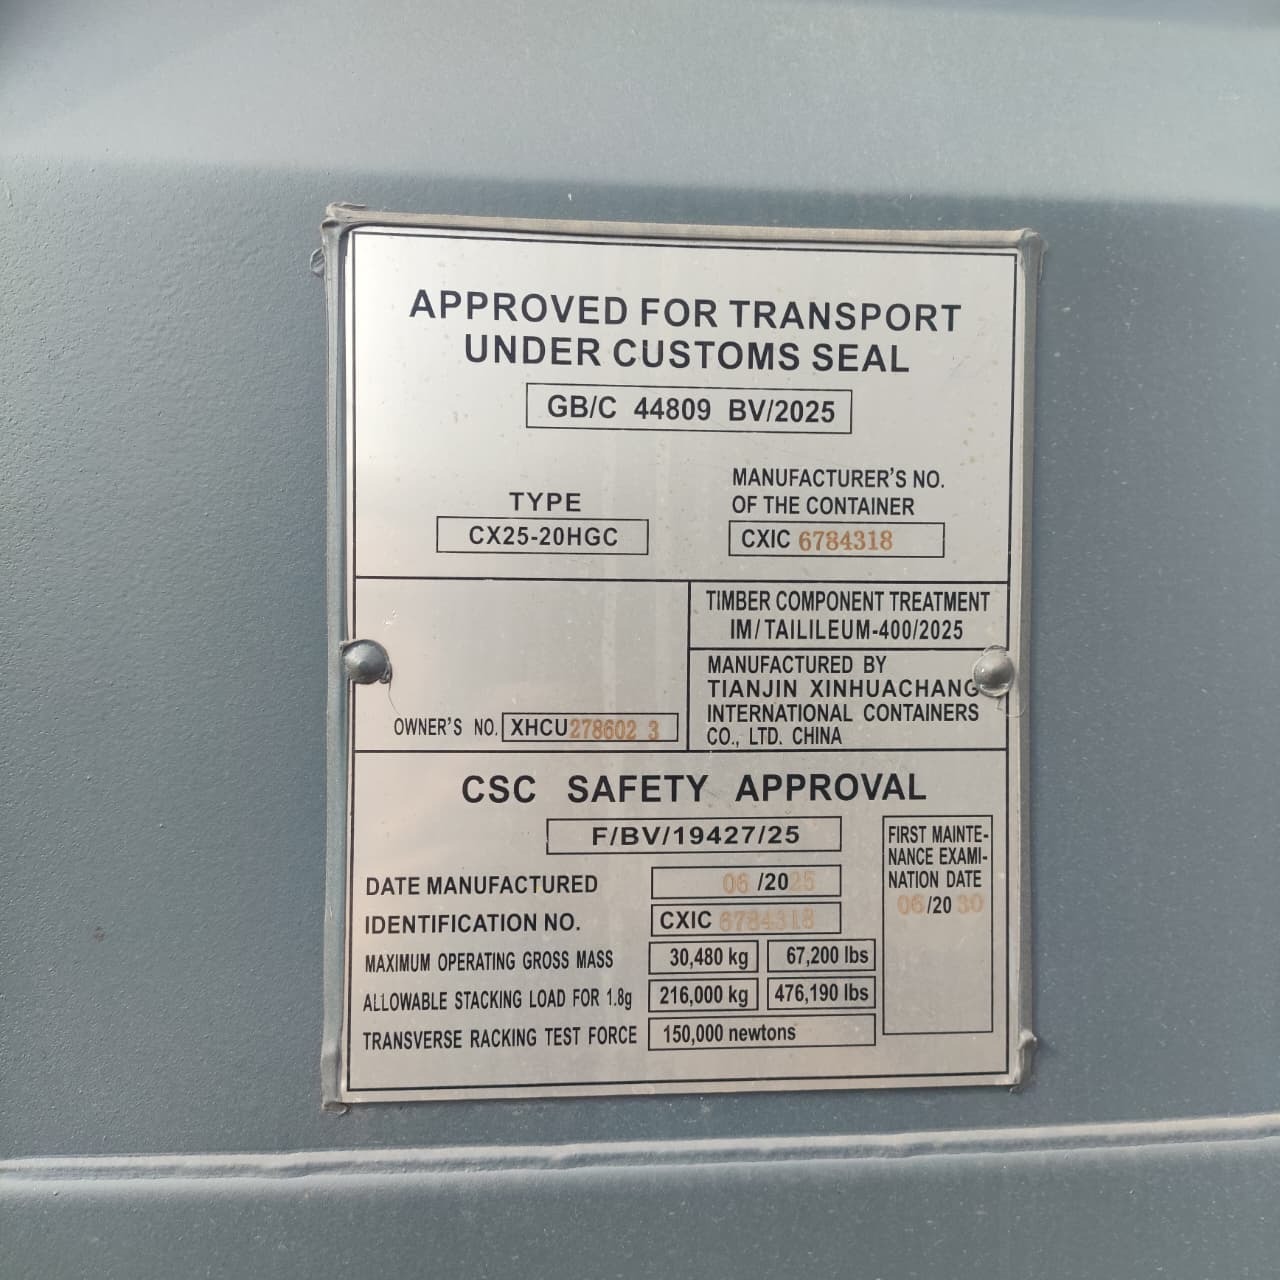 APPROVED FOR TRANSPORT
UNDER CUSTOMS SEAL
GB/C 44809 BV/2025
TYPE
CX25-20HGC
MANUFACTURER'S NO.
OF THE CONTAINER
CXIC 6784318
TIMBER COMPONENT TREATMENT
IM/TAILILEUM-400/2025
MANUFACTURED BY
TIANJIN XINHUACHANG
INTERNATIONAL CONTAINERS
CO., LTD. CHINA
OWNER'S NO. XHCU278602 3
CSC SAFETY APPROVAL
F/BV/19427/25
DATE MANUFACTURED 06 /2025
IDENTIFICATION NO. CXIC 6784318
MAXIMUM OPERATING GROSS MASS 30,480 kg 67,200 lbs
ALLOWABLE STACKING LOAD FOR 1.8g 216,000 kg 476,190 lbs
TRANSVERSE RACKING TEST FORCE 150,000 newtons
FIRST MAINTE-
NANCE EXAMI-
NATION DATE
06/20 30